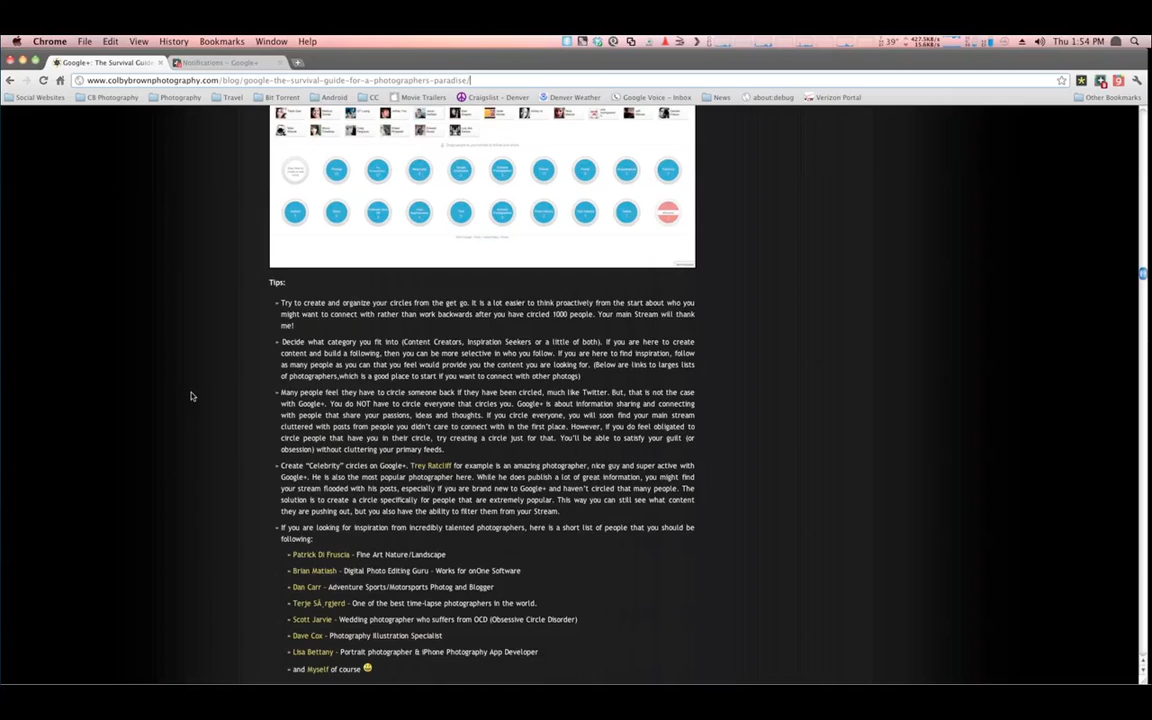 Chrome File Edit View History Bookmarks Window Help 39° 427.5KB/s 15.6KB/s Thu 1:54 PM
Google+: The Survival Guide Notifications – Google+
www.colbybrownphotography.com/blog/google-the-survival-guide-for-a-photographers-paradise/
Social Websites CB Photography Photography Travel Bit Torrent Android CC Movie Trailers Craigslist - Denver Denver Weather Google Voice - Inbox News about:debug Verizon Portal Other Bookmarks
Tips:
» Try to create and organize your circles from the get go. It is a lot easier to think proactively from the start about who you
might want to connect with rather than work backwards after you have circled 1000 people. Your main Stream will thank
me!
» Decide what category you fit into (Content Creators, Inspiration Seekers or a little of both). If you are here to create
content and build a following, then you can be more selective in who you follow. If you are here to find inspiration, follow
as many people as you can that you feel would provide you the content you are looking for. (Below are links to larges lists
of photographers,which is a good place to start if you want to connect with other photogs)
» Many people feel they have to circle someone back if they have been circled, much like Twitter. But, that is not the case
with Google+. You do NOT have to circle everyone that circles you. Google+ is about information sharing and connecting
with people that share your passions, ideas and thoughts. If you circle everyone, you will soon find your main stream
cluttered with posts from people you didn't care to connect with in the first place. However, if you do feel obligated to
circle people that have you in their circle, try creating a circle just for that. You'll be able to satisfy your guilt (or
obsession) without cluttering your primary feeds.
» Create "Celebrity" circles on Google+. Trey Ratcliff for example is an amazing photographer, nice guy and super active with
Google+. He is also the most popular photographer here. While he does publish a lot of great information, you might find
your stream flooded with his posts, especially if you are brand new to Google+ and haven't circled that many people. The
solution is to create a circle specifically for people that are extremely popular. This way you can still see what content
they are pushing out, but you also have the ability to filter them from your Stream.
» If you are looking for inspiration from incredibly talented photographers, here is a short list of people that you should be
following:
» Patrick Di Fruscia – Fine Art Nature/Landscape
» Brian Matiash – Digital Photo Editing Guru – Works for onOne Software
» Dan Carr – Adventure Sports/Motorsports Photog and Blogger
» Terje SÃ¸rgjerd – One of the best time-lapse photographers in the world.
» Scott Jarvie – Wedding photographer who suffers from OCD (Obsessive Circle Disorder)
» Dave Cox – Photography Illustration Specialist
» Lisa Bettany – Portrait photographer & iPhone Photography App Developer
» and Myself of course